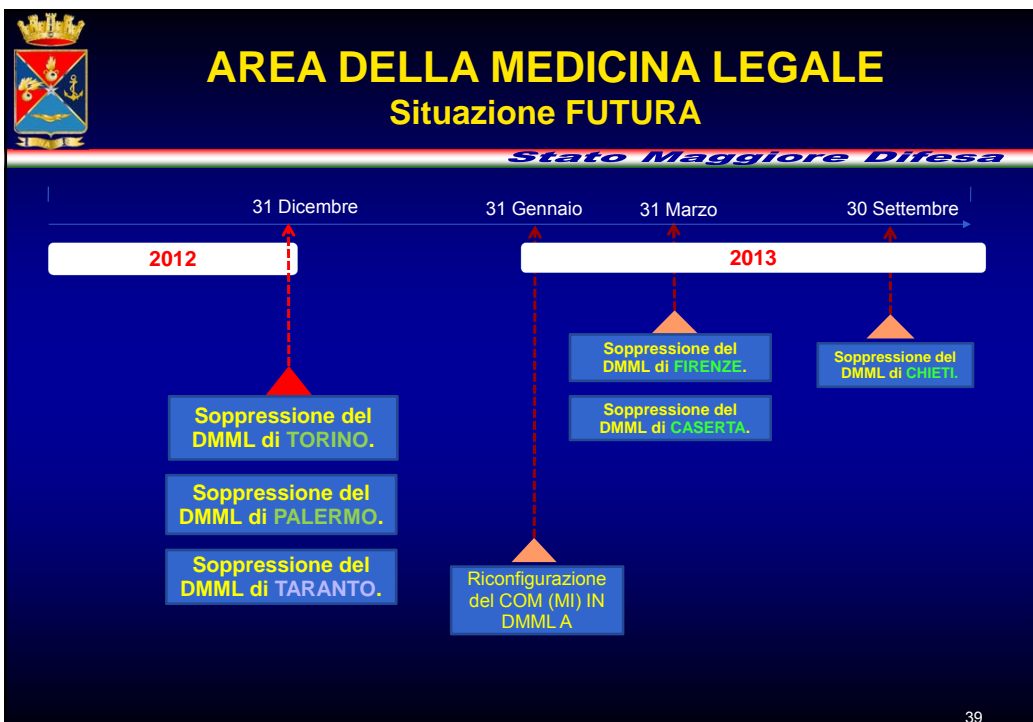 AREA DELLA MEDICINA LEGALE
Situazione FUTURA
Stato Maggiore Difesa
31 Dicembre
31 Gennaio
31 Marzo
30 Settembre
2012
2013
Soppressione del
DMML di TORINO.
Soppressione del
DMML di PALERMO.
Soppressione del
DMML di TARANTO.
Riconfigurazione
del COM (MI) IN
DMML A
Soppressione del
DMML di FIRENZE.
Soppressione del
DMML di CASERTA.
Soppressione del
DMML di CHIETI.
39